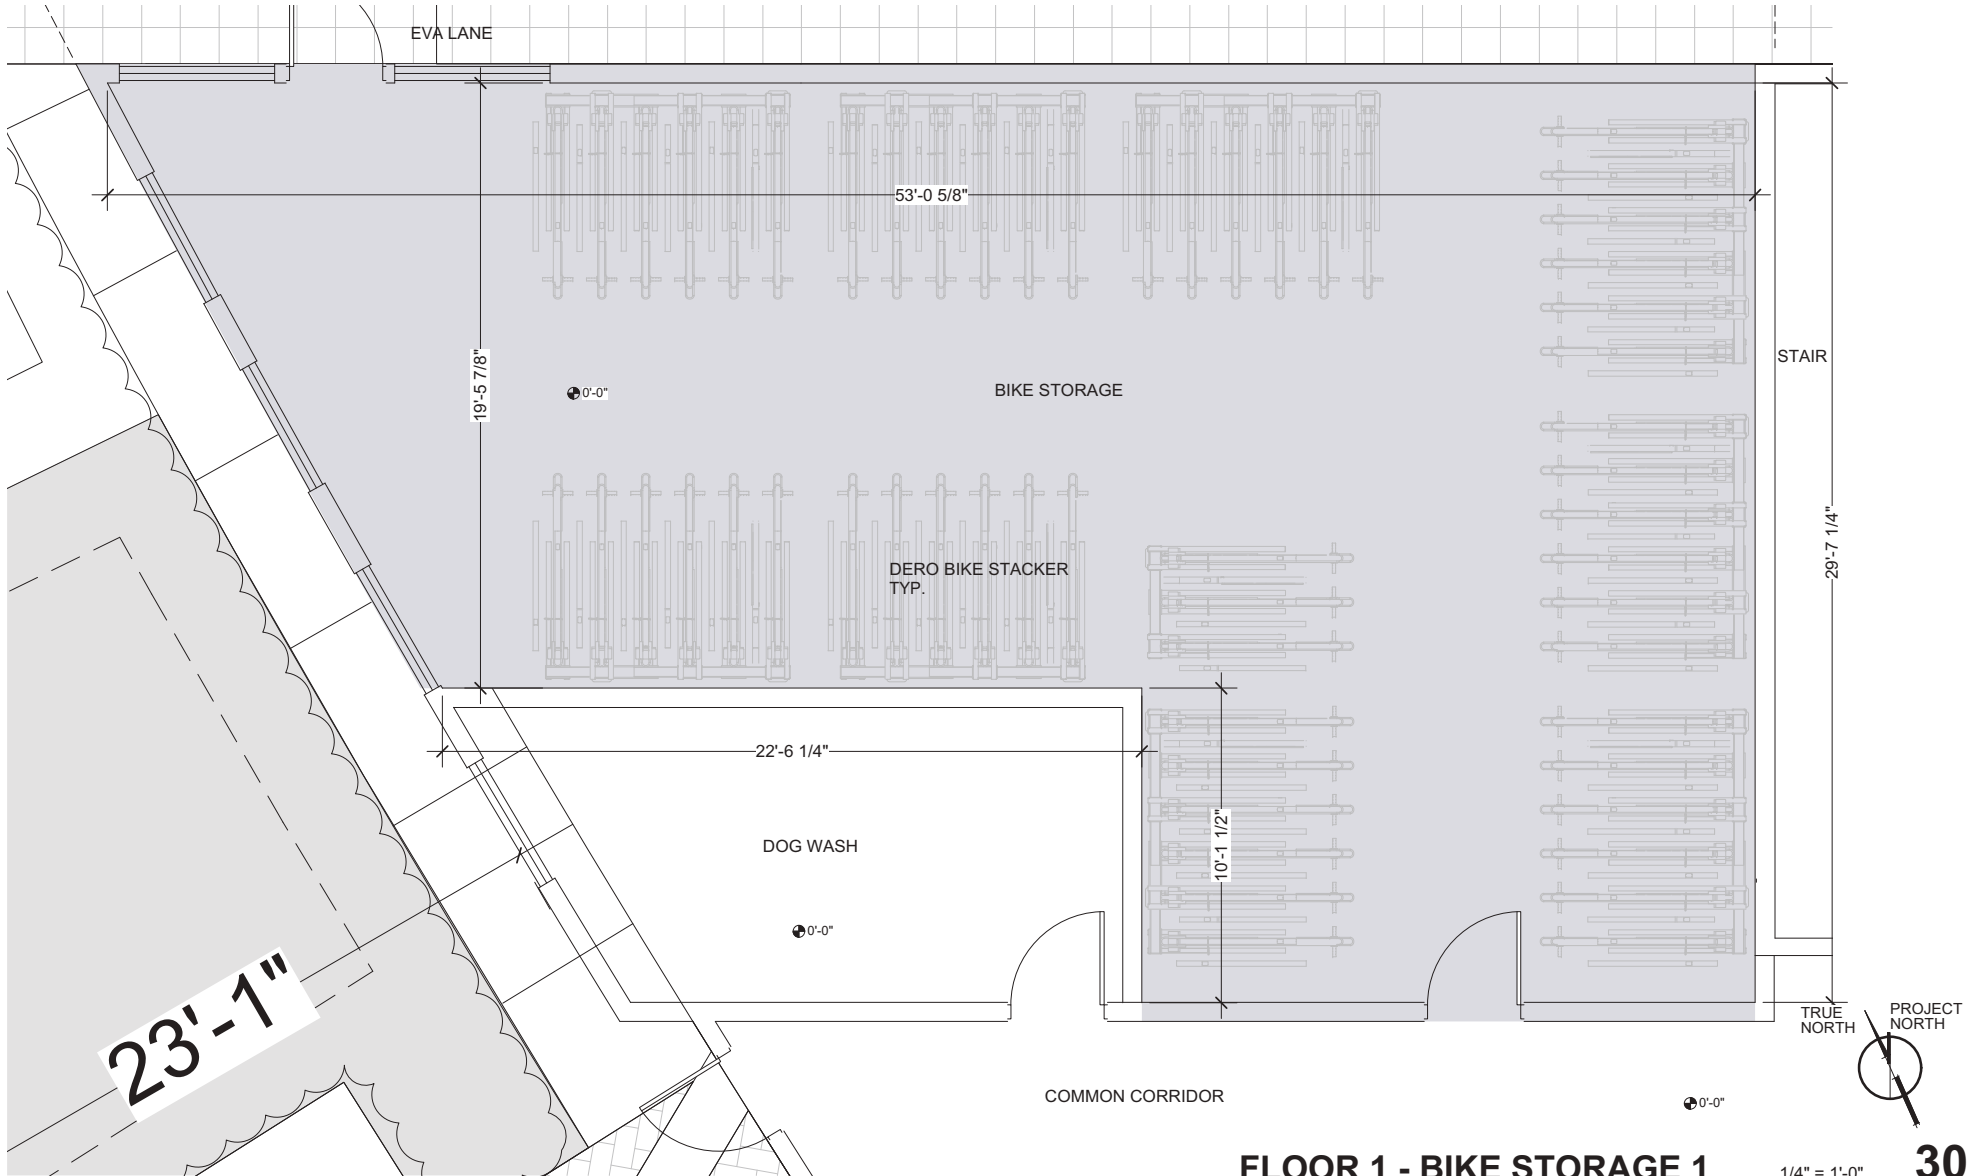 EVA LANE
53'-0 5/8"
19'-5 7/8"
STAIR
0'-0"
BIKE STORAGE
29'-7 1/4"
DERO BIKE STACKER
TYP.
22'-6 1/4"
10'-1 1/2"
DOG WASH
0'-0"
23'-1"
TRUE
NORTH
PROJECT
NORTH
COMMON CORRIDOR
0'-0"
FLOOR 1 - BIKE STORAGE 1
1/4" = 1'-0"
30